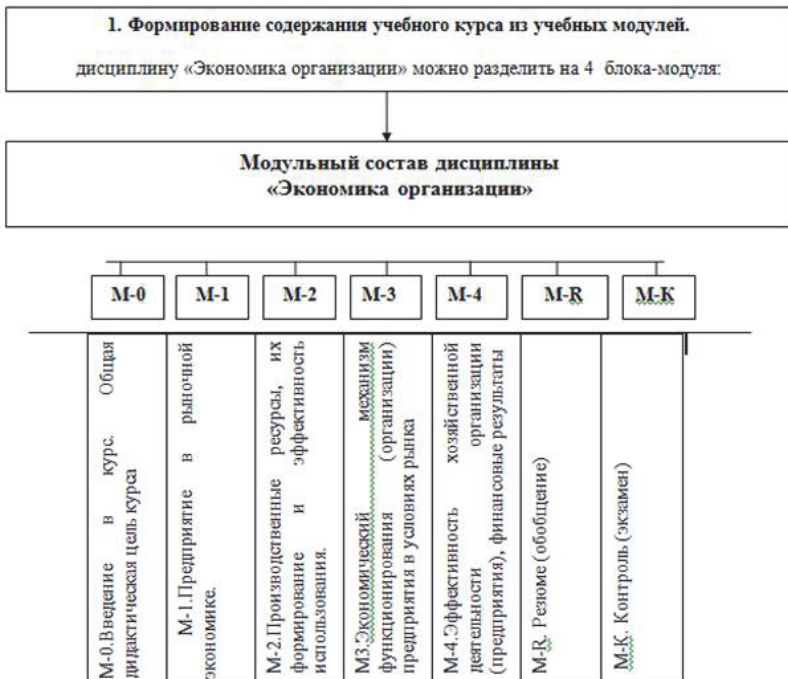 1. Формирование содержания учебного курса из учебных модулей.
дисциплину «Экономика организации» можно разделить на 4 блока-модуля:
Модульный состав дисциплины
«Экономика организации»
М-0
М-1
М-2
М-3
М-4
М-R
М-К
М-0.Введение в курс. Общая
дидактическая цель курса
М-1.Предприятие в рыночной
экономике.
М-2.Производственные ресурсы, их
формирование и эффективность
использования.
М3.Экономический механизм
функционирования (организации)
предприятия в условиях рынка
М-4.Эффективность хозяйственной
деятельности организации
(предприятия), финансовые результаты
М-R. Резюме (обобщение)
М-К. Контроль (экзамен)